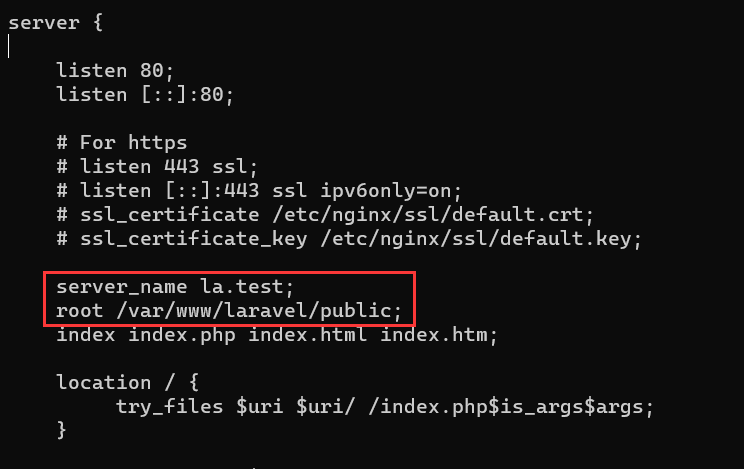 server {
listen 80;
listen [::]:80;
# For https
# listen 443 ssl;
# listen [::]:443 ssl ipv6only=on;
# ssl_certificate /etc/nginx/ssl/default.crt;
# ssl_certificate_key /etc/nginx/ssl/default.key;
server_name la.test;
root /var/www/laravel/public;
index index.php index.html index.htm;
location / {
try_files $uri $uri/ /index.php$is_args$args;
}